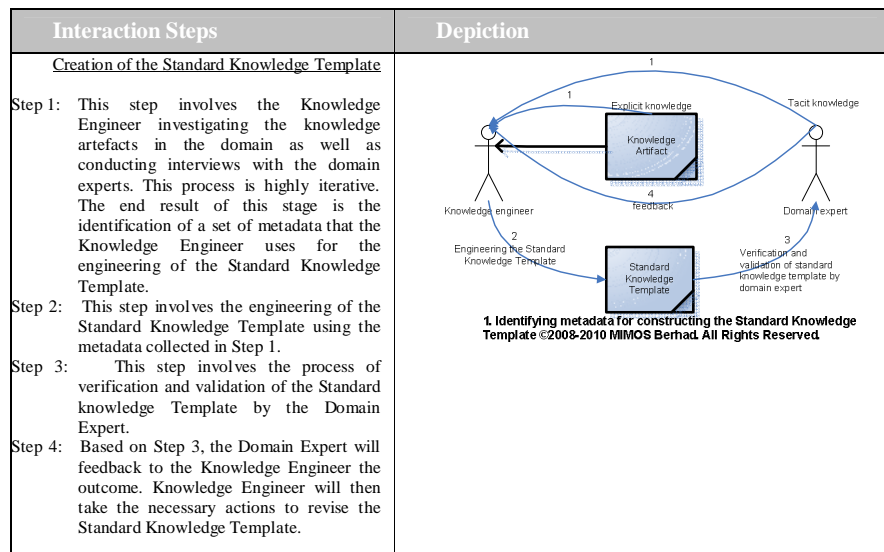 Interaction Steps
Depiction
Creation of the Standard Knowledge Template
Step 1: This step involves the Knowledge
Engineer investigating the knowledge
artefacts in the domain as well as
conducting interviews with the domain
experts. This process is highly iterative.
The end result of this stage is the
identification of a set of metadata that the
Knowledge Engineer uses for the
engineering of the Standard Knowledge
Template.
Step 2: This step involves the engineering of the
Standard Knowledge Template using the
metadata collected in Step 1.
Step 3: This step involves the process of
verification and validation of the Standard
knowledge Template by the Domain
Expert.
Step 4: Based on Step 3, the Domain Expert will
feedback to the Knowledge Engineer the
outcome. Knowledge Engineer will then
take the necessary actions to revise the
Standard Knowledge Template.
1
1
Explicit knowledge
Tacit knowledge
Knowledge
Artifact
4
feedback
Knowledge engineer
Domain expert
2
Engineering the Standard
Knowledge Template
Standard
Knowledge
Template
3
Verification and
validation of standard
knowledge template by
domain expert
1. Identifying metadata for constructing the Standard Knowledge
Template ©2008-2010 MIMOS Berhad. All Rights Reserved.